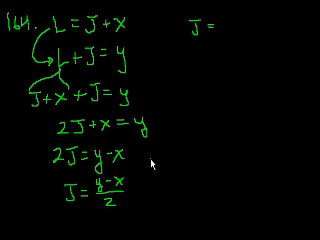 164. L = J + x
J =
L + J = y
J + x + J = y
2J + x = y
2J = y - x
J = y - x / 2